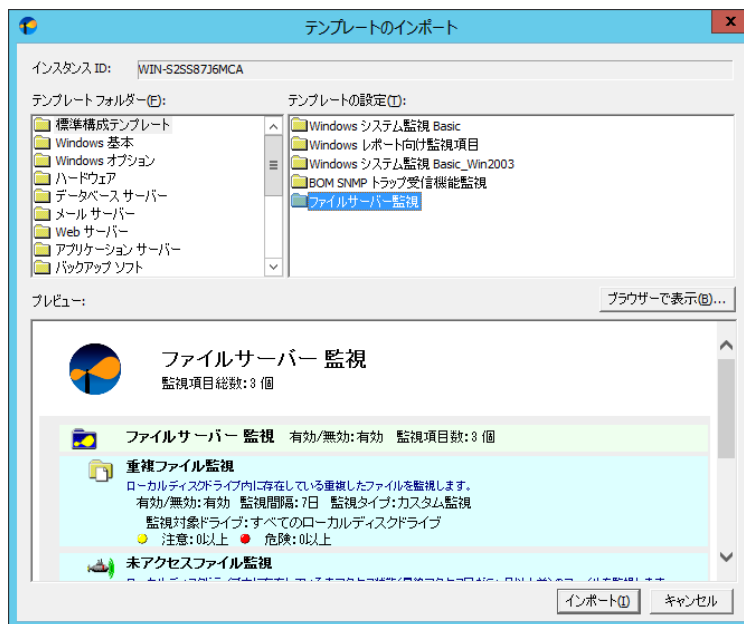 テンプレートのインポート
x
インスタンス ID: WIN-S2SS87J6MCA
テンプレート フォルダー(F):
テンプレートの設定(T):
標準構成テンプレート
Windows 基本
Windows オプション
ハードウェア
データベース サーバー
メール サーバー
Web サーバー
アプリケーション サーバー
バックアップ ソフト
Windows システム監視 Basic
Windows レポート向け監視項目
Windows システム監視 Basic_Win2003
BOM SNMP トラップ受信機能監視
ファイルサーバー監視
プレビュー:
ブラウザーで表示(B)...
ファイルサーバー 監視
監視項目総数:3 個
ファイルサーバー 監視 有効/無効:有効 監視項目数:3 個
重複ファイル監視
ローカルディスクドライブ内に存在している重複したファイルを監視します。
有効/無効:有効 監視間隔:7日 監視タイプ:カスタム監視
監視対象ドライブ:すべてのローカルディスクドライブ
注意:0以上 危険:0以上
未アクセスファイル監視
インポート(I)
キャンセル